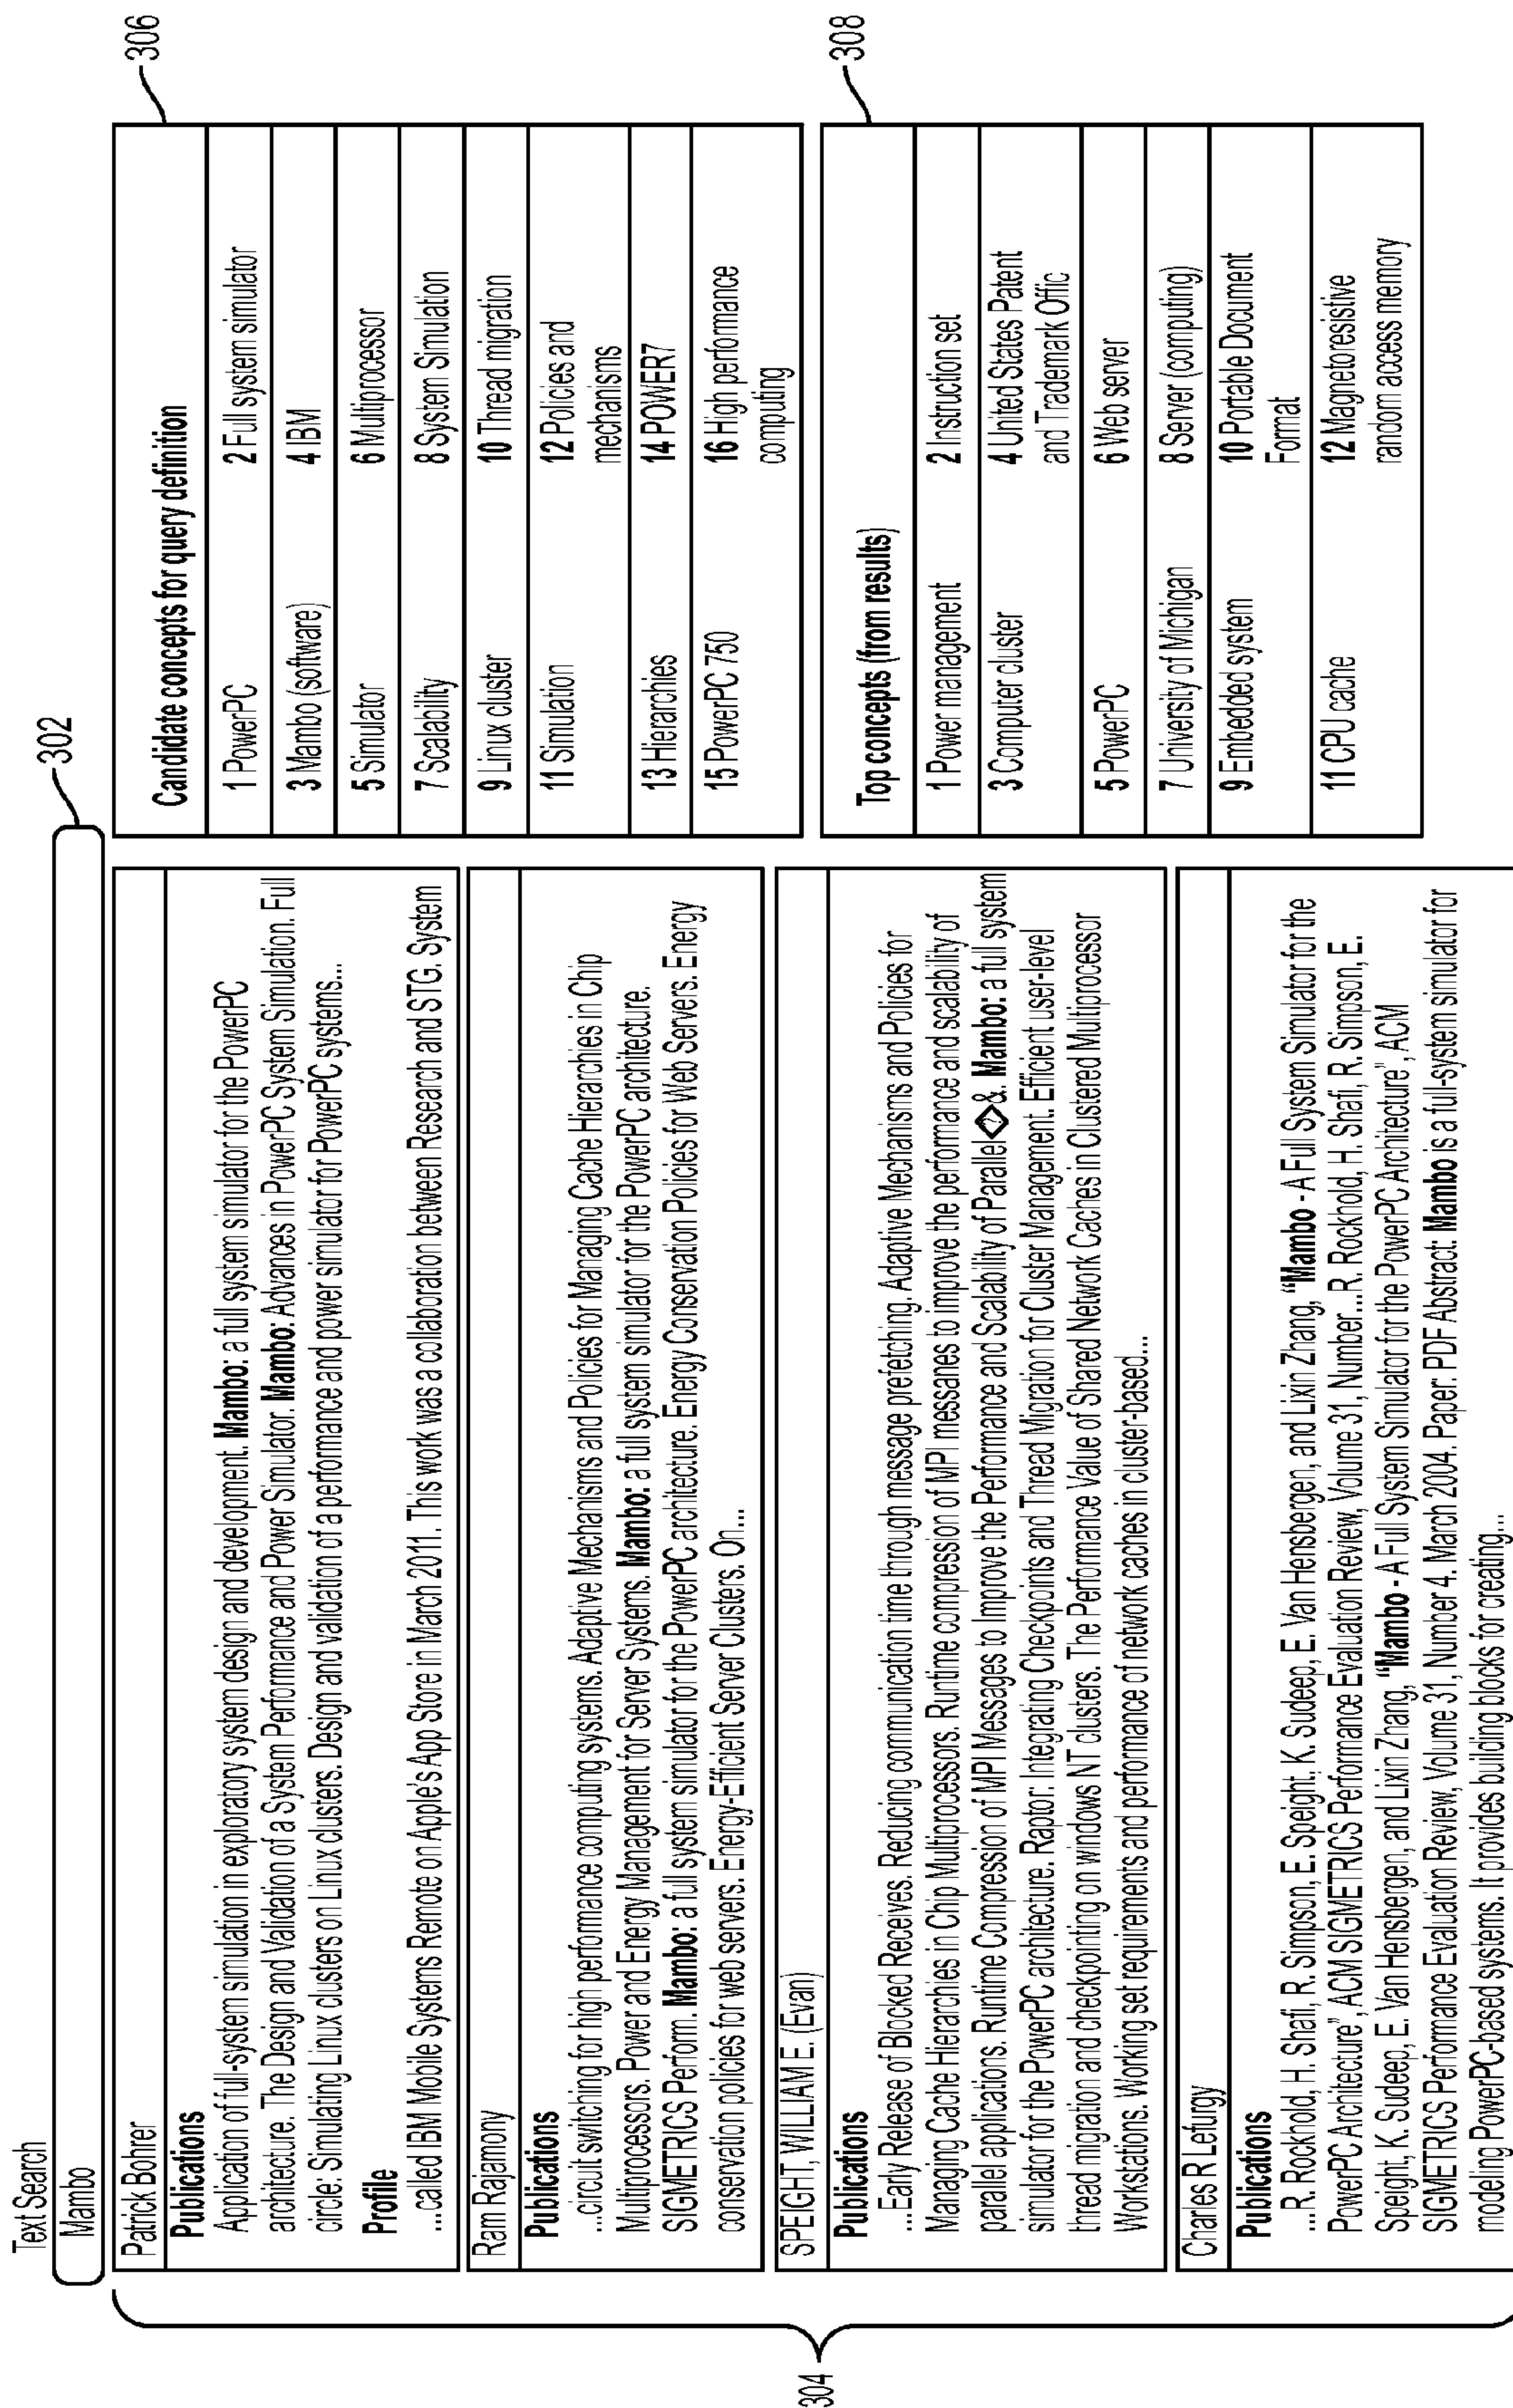 Text Search
Mambo
302
304
Patrick Bohrer
Publications
Application of full-system simulation in exploratory system design and development. Mambo: a full system simulator for the PowerPC
architecture. The Design and Validation of a System Performance and Power Simulator. Mambo: Advances in PowerPC System Simulation. Full
circle: Simulating Linux clusters on Linux clusters. Design and validation of a performance and power simulator for PowerPC systems...
Profile
...called IBM Mobile Systems Remote on Apple's App Store in March 2011. This work was a collaboration between Research and STG. System
Ram Rajamony
Publications
...circuit switching for high performance computing systems. Adaptive Mechanisms and Policies for Managing Cache Hierarchies in Chip
Multiprocessors. Power and Energy Management for Server Systems. Mambo: a full system simulator for the PowerPC architecture.
SIGMETRICS Perform. Mambo: a full system simulator for the PowerPC architecture. Energy Conservation Policies for Web Servers. Energy
conservation policies for web servers. Energy-Efficient Server Clusters. On...
SPEIGHT, WILLIAM E. (Evan)
Publications
.... Early Release of Blocked Receives. Reducing communication time through message prefetching. Adaptive Mechanisms and Policies for
Managing Cache Hierarchies in Chip Multiprocessors. Runtime compression of MPI messanes to improve the performance and scalability of
parallel applications. Runtime Compression of MPI Messages to Improve the Performance and Scalability of Parallel �&. Mambo: a full system
simulator for the PowerPC architecture. Raptor: Integrating Checkpoints and Thread Migration for Cluster Management. Efficient user-level
thread migration and checkpointing on windows NT clusters. The Performance Value of Shared Network Caches in Clustered Multiprocessor
Workstations. Working set requirements and performance of network caches in cluster-based...
Charles R Lefurgy
Publications
....R. Rockhold, H. Shafi, R. Simpson, E. Speight, K. Sudeep, E. Van Hensbergen, and Lixin Zhang, "Mambo - A Full System Simulator for the
PowerPC Architecture", ACM SIGMETRICS Performance Evaluation Review, Volume 31, Number...R. Rockhold, H. Shafi, R. Simpson, E.
Speight, K. Sudeep, E. Van Hensbergen, and Lixin Zhang, "Mambo - A Full System Simulator for the PowerPC Architecture", ACM
SIGMETRICS Performance Evaluation Review, Volume 31, Number 4. March 2004. Paper: PDF Abstract: Mambo is a full-system simulator for
modeling PowerPC-based systems. It provides building blocks for creating...
306
Candidate concepts for query definition
1 PowerPC 2 Full system simulator
3 Mambo (software) 4 IBM
5 Simulator 6 Multiprocessor
7 Scalability 8 System Simulation
9 Linux cluster 10 Thread migration
11 Simulation 12 Policies and
mechanisms
13 Hierarchies 14 POWER7
15 PowerPC 750 16 High performance
computing
308
Top concepts (from results)
1 Power management 2 Instruction set
3 Computer cluster 4 United States Patent
and Trademark Offic
5 PowerPC 6 Web server
7 University of Michigan 8 Server (computing)
9 Embedded system 10 Portable Document
Format
11 CPU cache 12 Magnetoresistive
random access memory